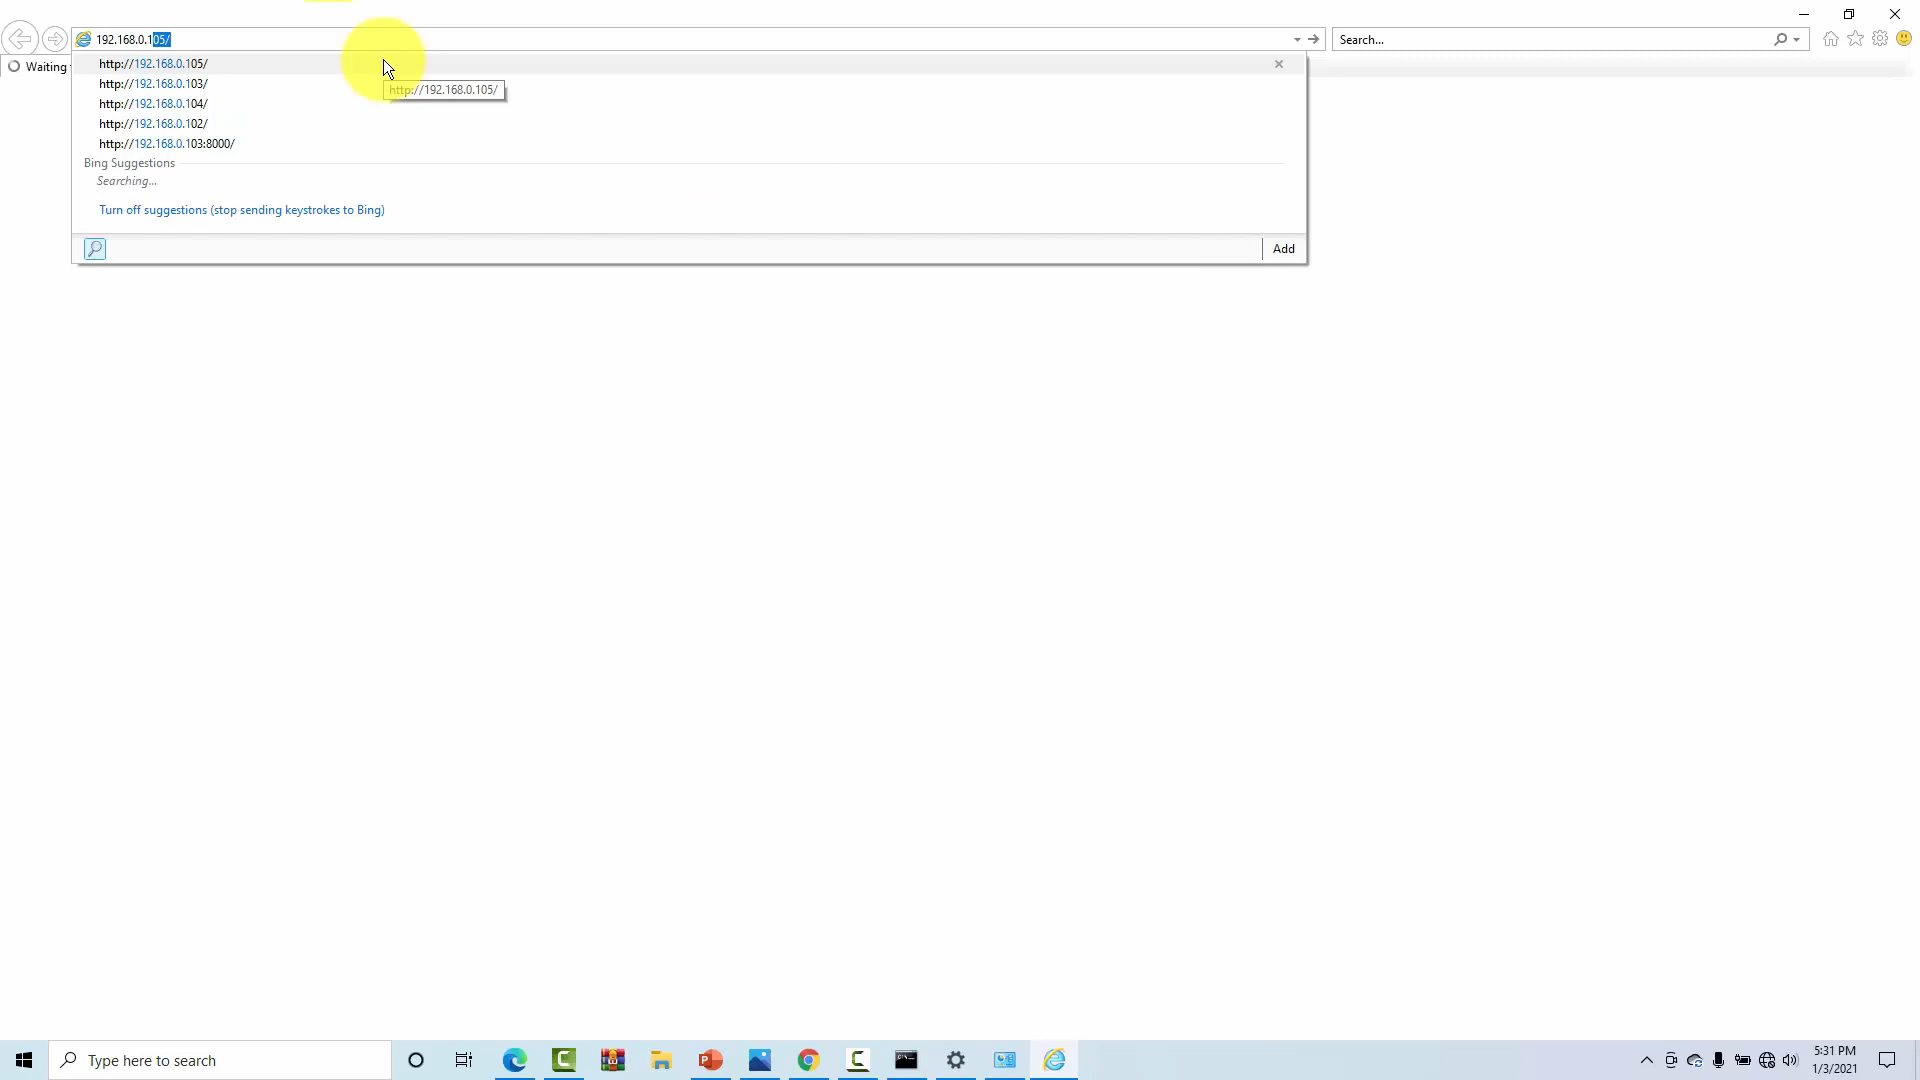 192.168.0.105/
Search...
Waiting
http://192.168.0.105/
http://192.168.0.105/
http://192.168.0.103/
http://192.168.0.104/
http://192.168.0.102/
http://192.168.0.103:8000/
Bing Suggestions
Searching...
Turn off suggestions (stop sending keystrokes to Bing)
Add
Type here to search
5:31 PM
1/3/2021